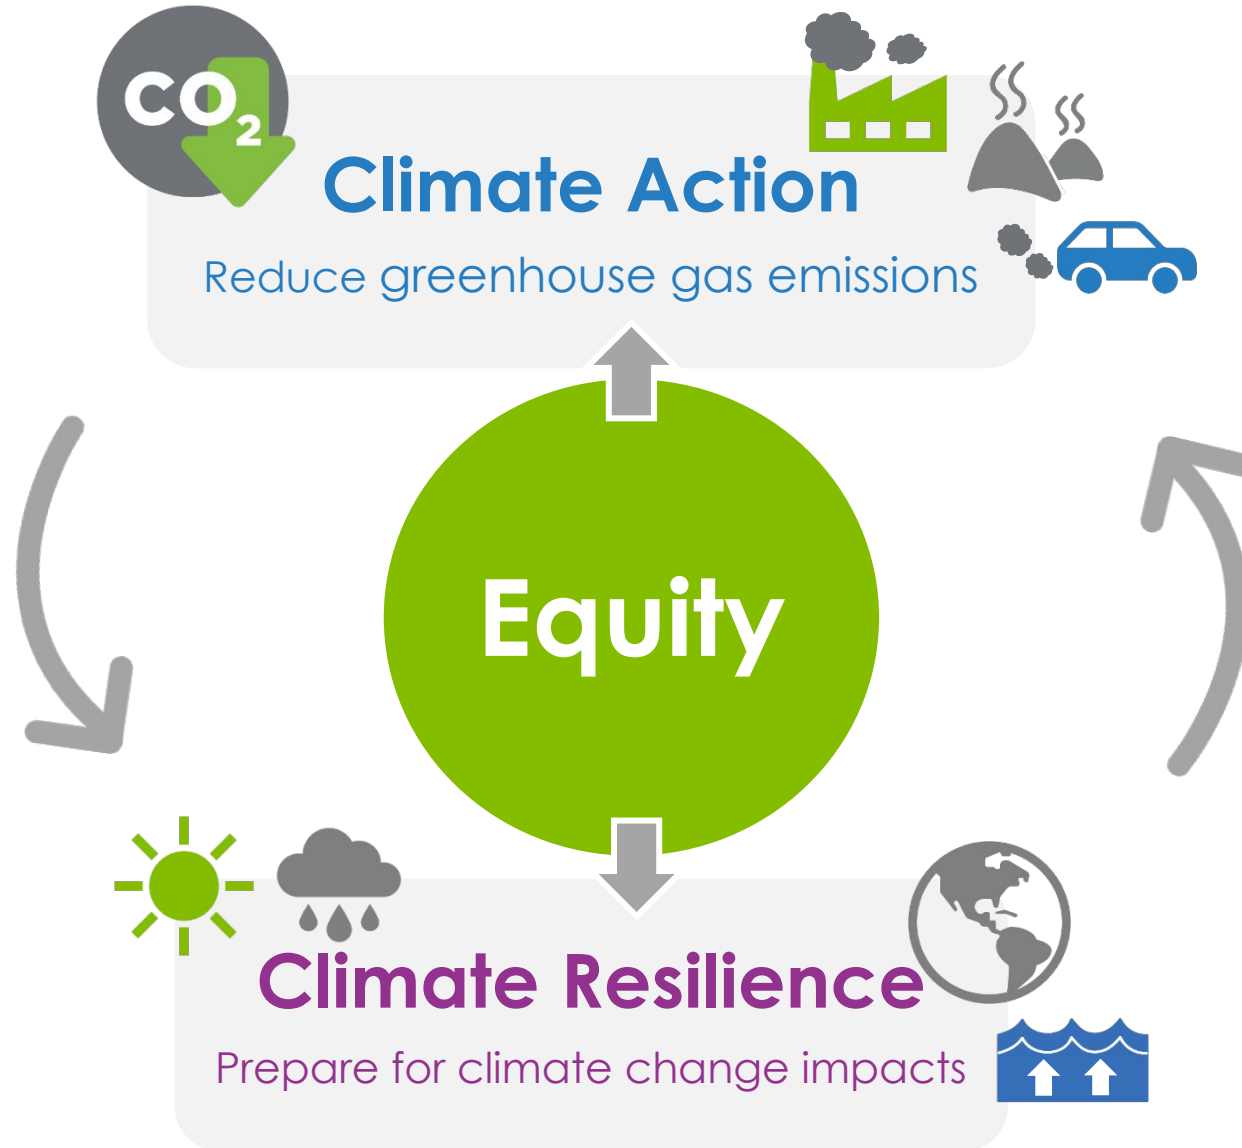 CO₂
Climate Action
Reduce greenhouse gas emissions
Equity
Climate Resilience
Prepare for climate change impacts